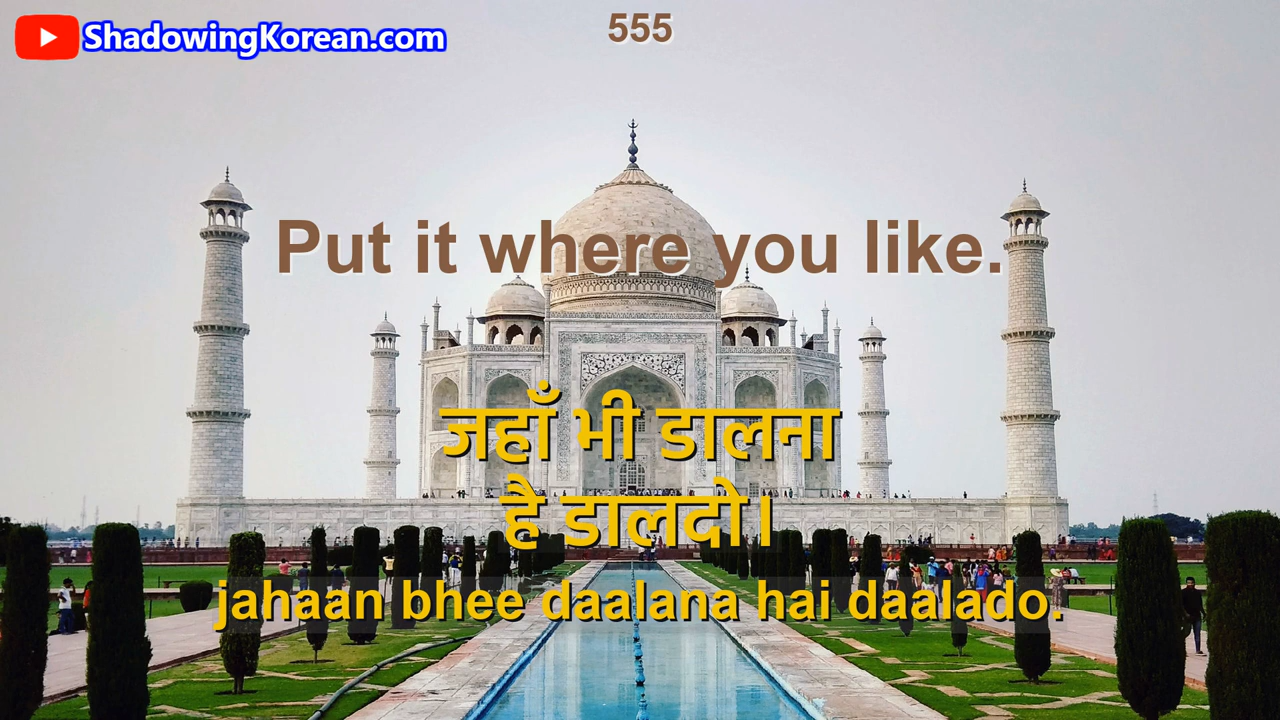 ShadowingKorean.com
555
Put it where you like.
जहाँ भी डालना
है डालदो।
jahaan bhee daalana hai daalado.